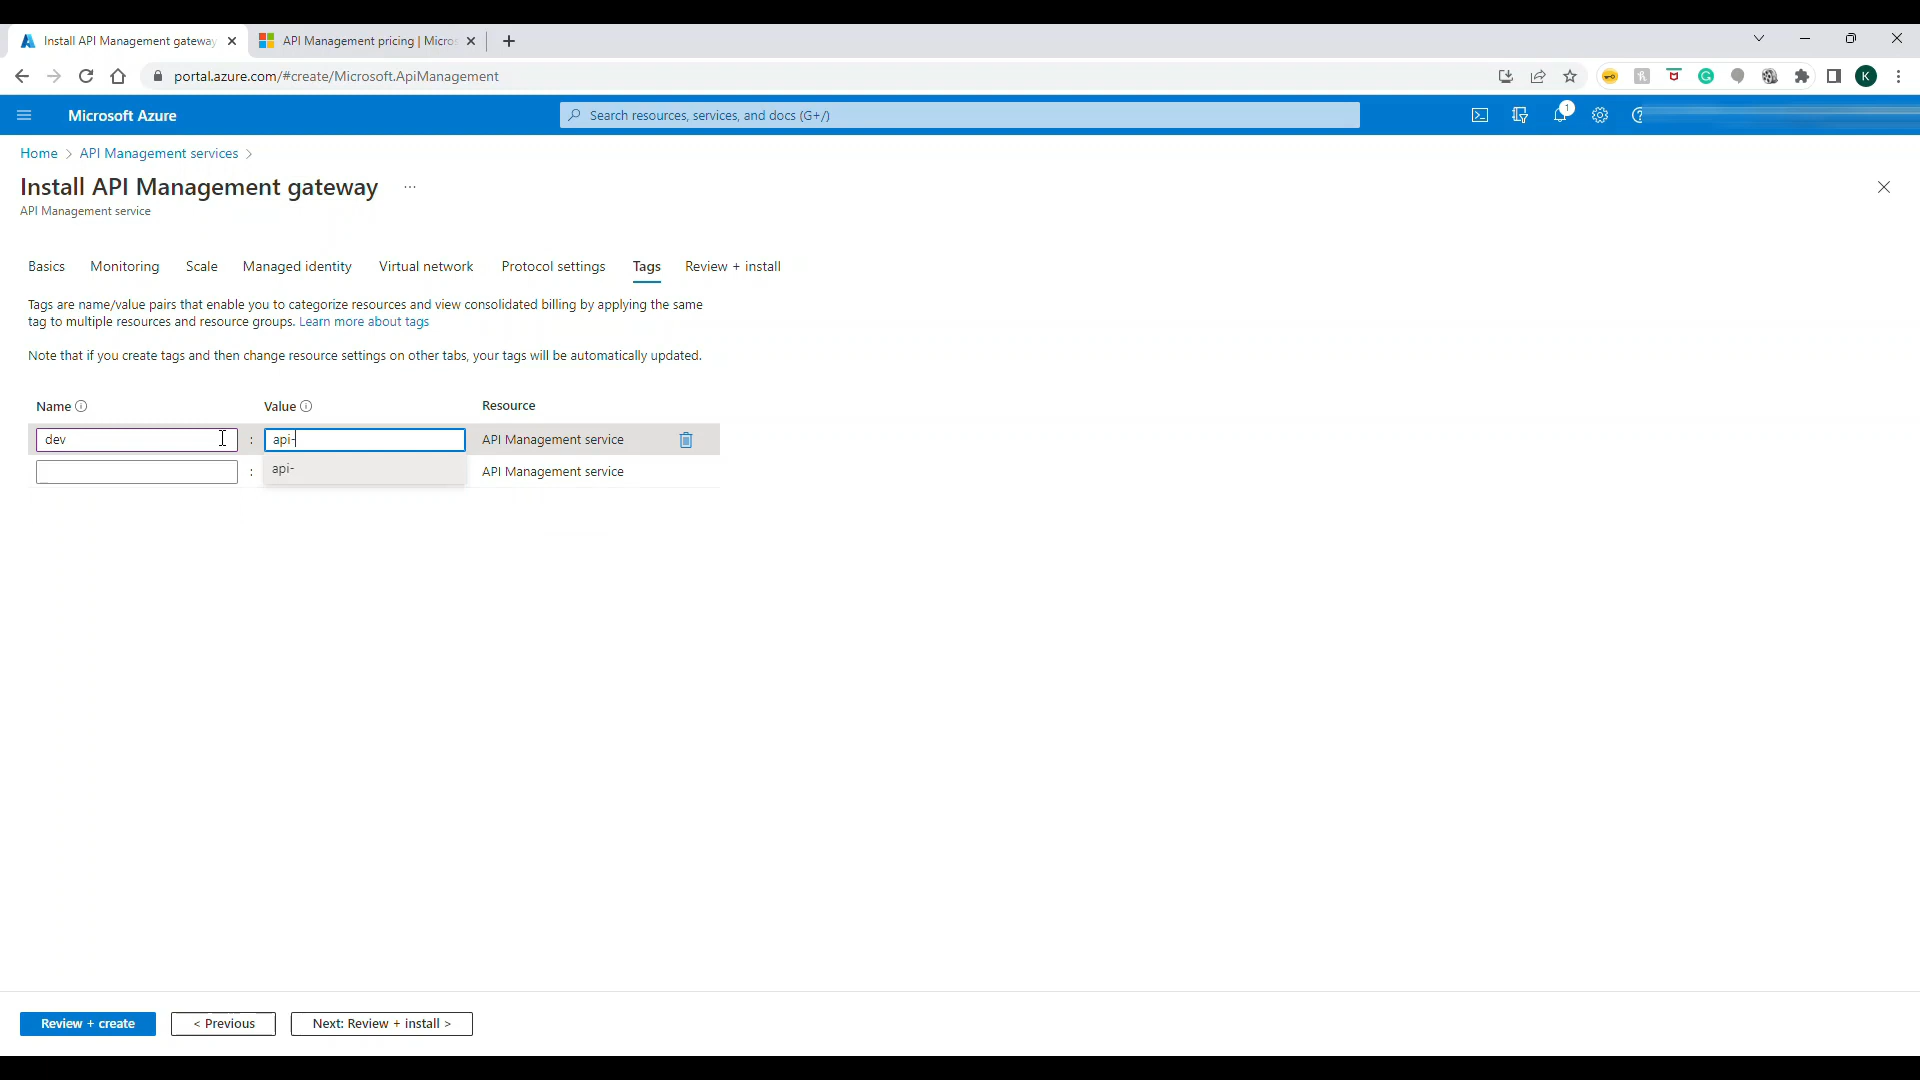 Install API Management gateway
API Management pricing | Micros
portal.azure.com/#create/Microsoft.ApiManagement
K
Microsoft Azure
Search resources, services, and docs (G+/)
1
Home > API Management services >
Install API Management gateway ...
API Management service
Basics Monitoring Scale Managed identity Virtual network Protocol settings Tags Review + install
Tags are name/value pairs that enable you to categorize resources and view consolidated billing by applying the same
tag to multiple resources and resource groups. Learn more about tags
Note that if you create tags and then change resource settings on other tabs, your tags will be automatically updated.
Name Value Resource
dev : api- API Management service
api-
: API Management service
Review + create < Previous Next: Review + install >